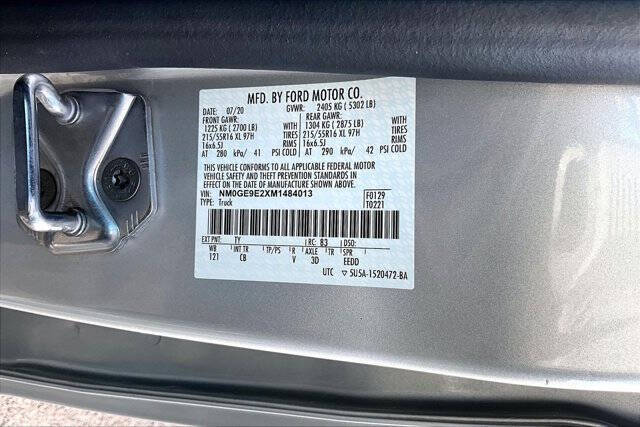 MFD. BY FORD MOTOR CO.
DATE: 07/20 GVWR: 2405 KG ( 5302 LB)
FRONT GAWR: REAR GAWR:
1225 KG ( 2700 LB) WITH 1304 KG ( 2875 LB) WITH
215/55R16 XL 97H TIRES 215/55R16 XL 97H TIRES
16x6.5J RIMS 16x6.5J RIMS
AT 280 kPa/ 41 PSI COLD AT 290 kPa/ 42 PSI COLD
THIS VEHICLE CONFORMS TO ALL APPLICABLE FEDERAL MOTOR
VEHICLE SAFETY AND THEFT PREVENTION STANDARDS IN EFFECT
ON THE DATE OF MANUFACTURE SHOWN ABOVE.
VIN: NM0GE9E2XM1484013 F0129
TYPE: Truck T0221
EXT PNT: TY RC: 83 DSO:
WB INT TR TP/PS R AXLE TR SPR
121 CB V 3D EEDD
UTC ▽ 5U5A-1520472-BA